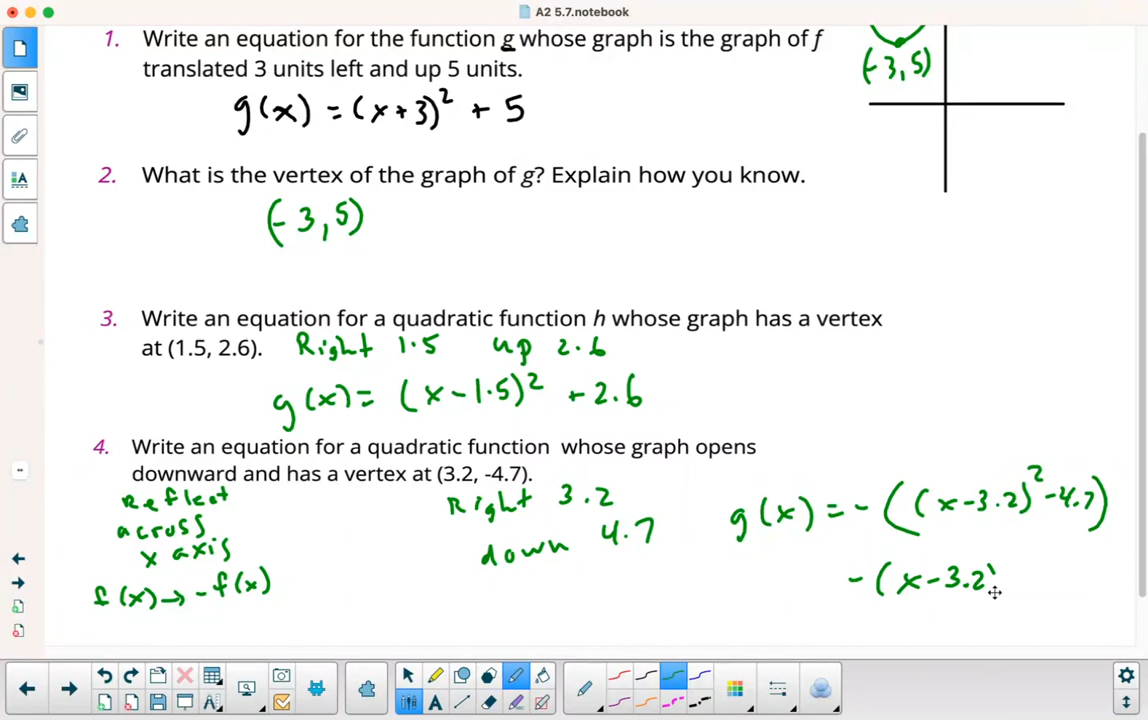 A2 5.7.notebook
1. Write an equation for the function g whose graph is the graph of f
translated 3 units left and up 5 units.
(-3,5)
g(x) = (x+3)² + 5
2. What is the vertex of the graph of g? Explain how you know.
(-3,5)
3. Write an equation for a quadratic function h whose graph has a vertex
at (1.5, 2.6). Right 1.5 up 2.6
g(x) = (x-1.5)² +2.6
4. Write an equation for a quadratic function whose graph opens
downward and has a vertex at (3.2, -4.7).
Reflect
across
x axis
f(x)→ -f(x)
Right 3.2
down 4.7
g(x) = -((x-3.2)²-4.7)
-(x-3.2)